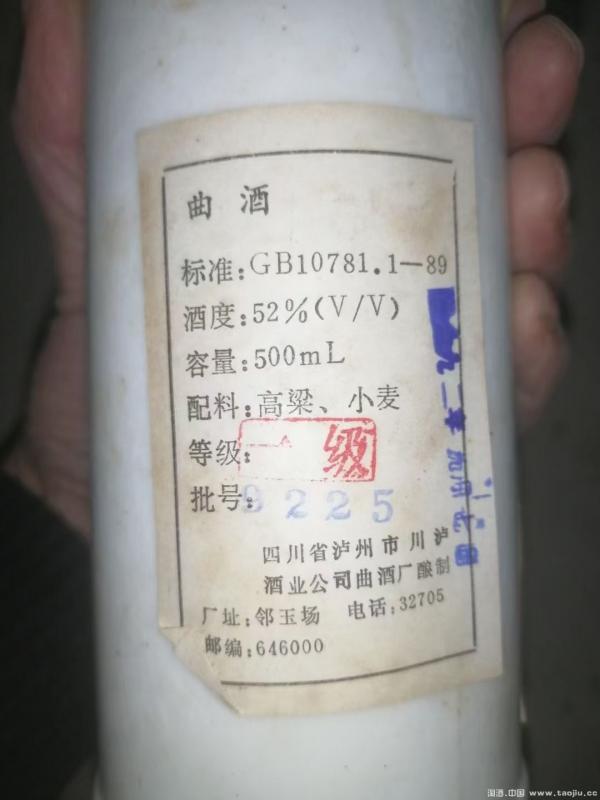 曲酒
标准:GB10781.1—89
酒度:52%(V/V)
容量:500mL
配料:高粱、小麦
等级:一级
批号:9225
四川省泸州市川泸
酒业公司曲酒厂酿制
厂址:邻玉场 电话:32705
邮编:646000
淘酒.中国 www.taojiu.cc